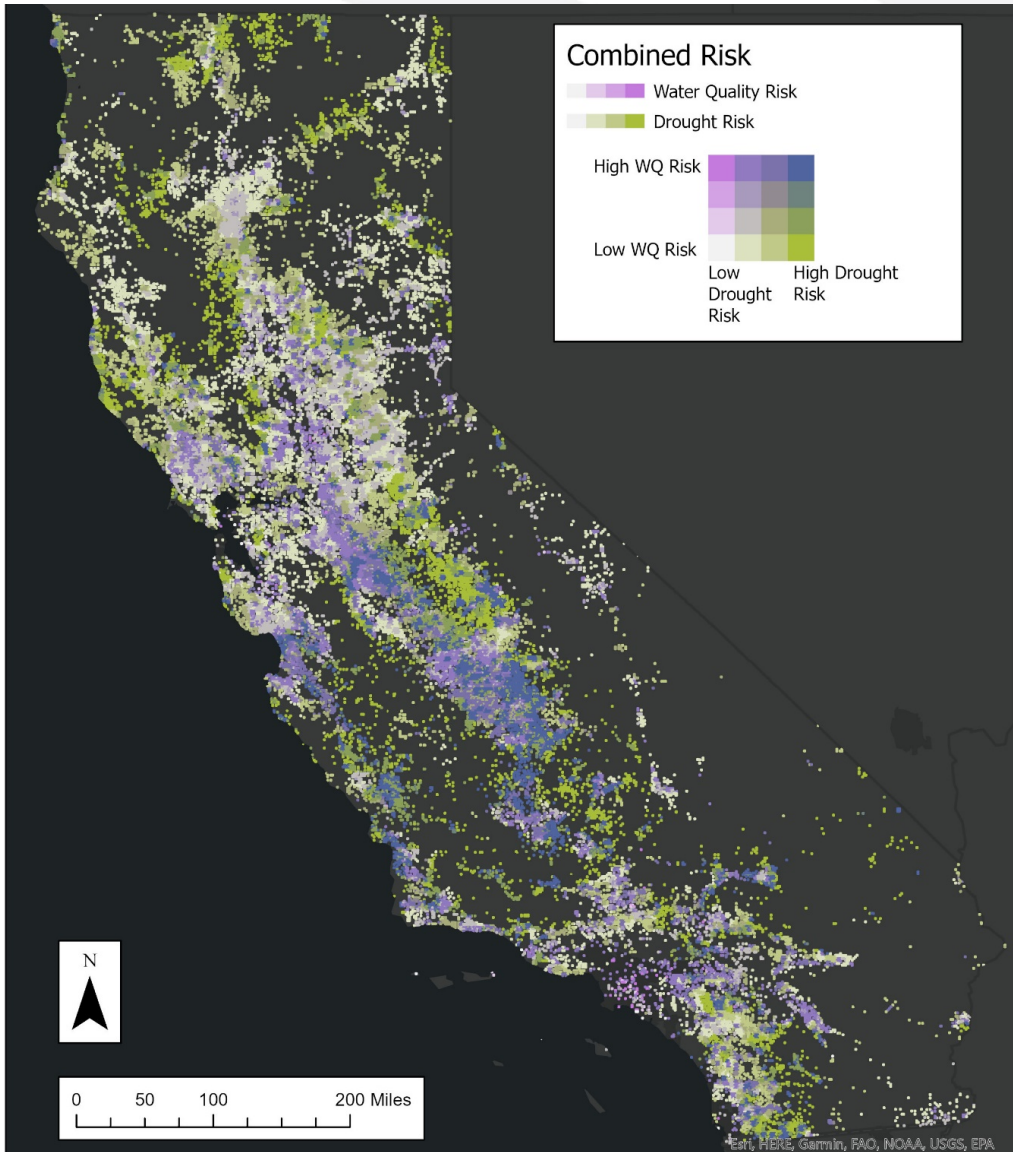 Combined Risk
Water Quality Risk
Drought Risk
High WQ Risk
Low WQ Risk
Low
Drought
Risk
High Drought
Risk
N
0 50 100 200 Miles
Esri, HERE, Garmin, FAO, NOAA, USGS, EPA